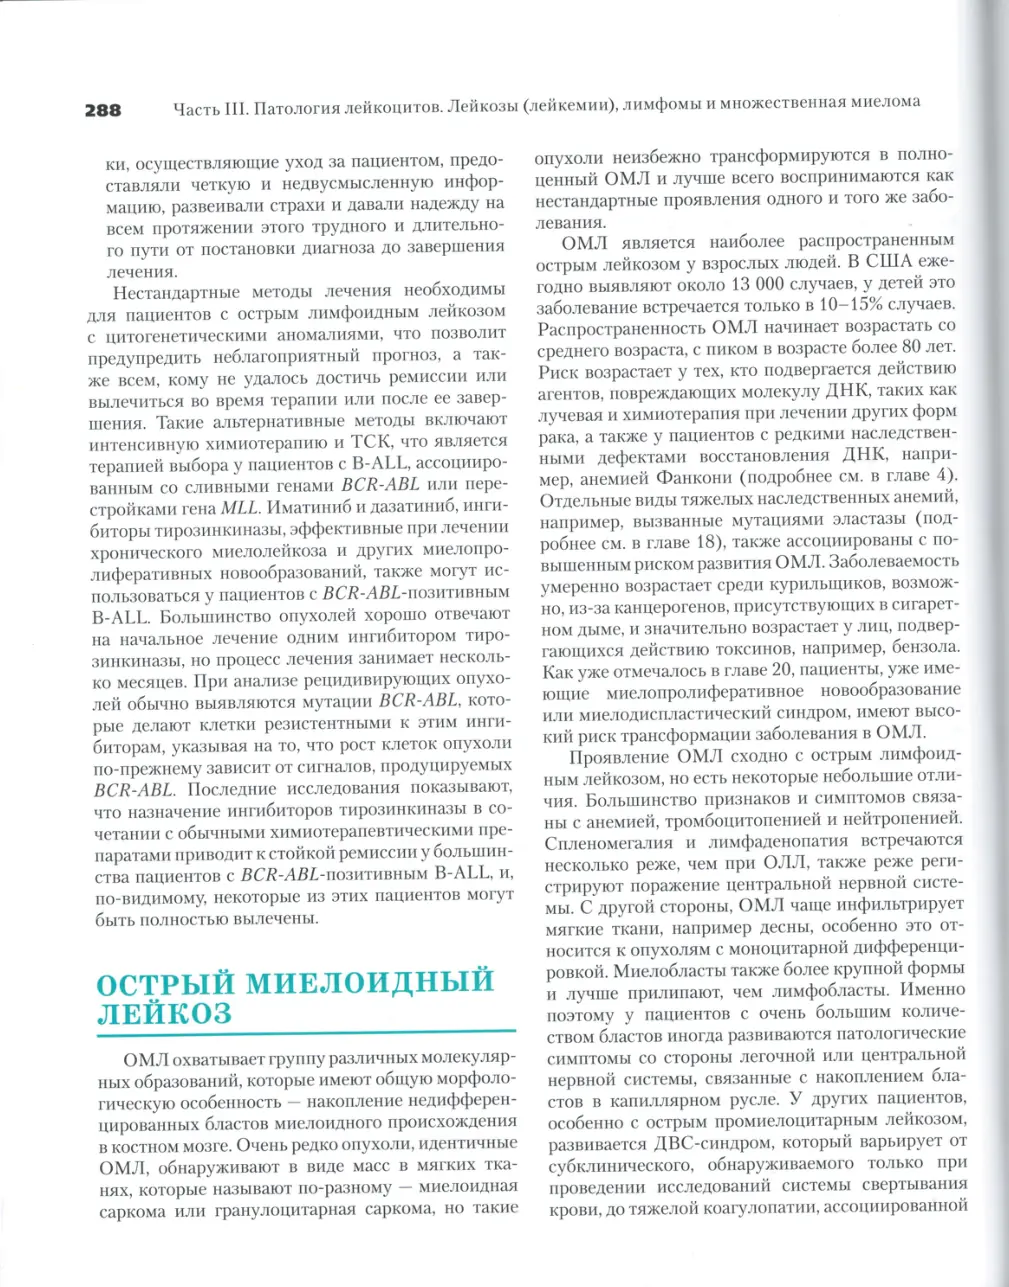 288 Часть III. Патология лейкоцитов. Лейкозы (лейкемии), лимфомы и множественная миелома
ки, осуществляющие уход за пациентом, предо-
ставляли четкую и недвусмысленную инфор-
мацию, развеивали страхи и давали надежду на
всем протяжении этого трудного и длительно-
го пути от постановки диагноза до завершения
лечения.
Нестандартные методы лечения необходимы
для пациентов с острым лимфоидным лейкозом
с цитогенетическими аномалиями, что позволит
предупредить неблагоприятный прогноз, а так-
же всем, кому не удалось достичь ремиссии или
вылечиться во время терапии или после ее завер-
шения. Такие альтернативные методы включают
интенсивную химиотерапию и ТСК, что является
терапией выбора у пациентов с B-ALL, ассоцииро-
ванным со сливными генами BCR-ABL или пере-
стройками гена MLL. Иматиниб и дазатиниб, инги-
биторы тирозинкиназы, эффективные при лечении
хронического миелолейкоза и других миелопро-
лиферативных новообразований, также могут ис-
пользоваться у пациентов с BCR-ABL-позитивным
B-ALL. Большинство опухолей хорошо отвечают
на начальное лечение одним ингибитором тиро-
зинкиназы, но процесс лечения занимает несколь-
ко месяцев. При анализе рецидивирующих опухо-
лей обычно выявляются мутации BCR-ABL, кото-
рые делают клетки резистентными к этим инги-
биторам, указывая на то, что рост клеток опухоли
по-прежнему зависит от сигналов, продуцируемых
BCR-ABL. Последние исследования показывают,
что назначение ингибиторов тирозинкиназы в со-
четании с обычными химиотерапевтическими пре-
паратами приводит к стойкой ремиссии у большин-
ства пациентов с BCR-ABL-позитивным B-ALL, и,
по-видимому, некоторые из этих пациентов могут
быть полностью вылечены.
ОСТРЫЙ МИЕЛОИДНЫЙ
ЛЕЙКОЗ
ОМЛ охватывает группу различных молекуляр-
ных образований, которые имеют общую морфоло-
гическую особенность — накопление недифферен-
цированных бластов миелоидного происхождения
в костном мозге. Очень редко опухоли, идентичные
ОМЛ, обнаруживают в виде масс в мягких тка-
нях, которые называют по-разному — миелоидная
саркома или гранулоцитарная саркома, но такие
опухоли неизбежно трансформируются в полно-
ценный ОМЛ и лучше всего воспринимаются как
нестандартные проявления одного и того же забо-
левания.
ОМЛ является наиболее распространенным
острым лейкозом у взрослых людей. В США еже-
годно выявляют около 13 000 случаев, у детей это
заболевание встречается только в 10–15% случаев.
Распространенность ОМЛ начинает возрастать со
среднего возраста, с пиком в возрасте более 80 лет.
Риск возрастает у тех, кто подвергается действию
агентов, повреждающих молекулу ДНК, таких как
лучевая и химиотерапия при лечении других форм
рака, а также у пациентов с редкими наследствен-
ными дефектами восстановления ДНК, напри-
мер, анемией Фанкони (подробнее см. в главе 4).
Отдельные виды тяжелых наследственных анемий,
например, вызванные мутациями эластазы (под-
робнее см. в главе 18), также ассоциированы с по-
вышенным риском развития ОМЛ. Заболеваемость
умеренно возрастает среди курильщиков, возмож-
но, из-за канцерогенов, присутствующих в сигарет-
ном дыме, и значительно возрастает у лиц, подвер-
гающихся действию токсинов, например, бензола.
Как уже отмечалось в главе 20, пациенты, уже име-
ющие миелопролиферативное новообразование
или миелодиспластический синдром, имеют высо-
кий риск трансформации заболевания в ОМЛ.
Проявление ОМЛ сходно с острым лимфоид-
ным лейкозом, но есть некоторые небольшие отли-
чия. Большинство признаков и симптомов связа-
ны с анемией, тромбоцитопенией и нейтропенией.
Спленомегалия и лимфаденопатия встречаются
несколько реже, чем при ОЛЛ, также реже реги-
стрируют поражение центральной нервной систе-
мы. С другой стороны, ОМЛ чаще инфильтрирует
мягкие ткани, например десны, особенно это от-
носится к опухолям с моноцитарной дифференци-
ровкой. Миелобласты также более крупной формы
и лучше прилипают, чем лимфобласты. Именно
поэтому у пациентов с очень большим количе-
ством бластов иногда развиваются патологические
симптомы со стороны легочной или центральной
нервной системы, связанные с накоплением бла-
стов в капиллярном русле. У других пациентов,
особенно с острым промиелоцитарным лейкозом,
развивается ДВС-синдром, который варьирует от
субклинического, обнаруживаемого только при
проведении исследований системы свертывания
крови, до тяжелой коагулопатии, ассоциированной